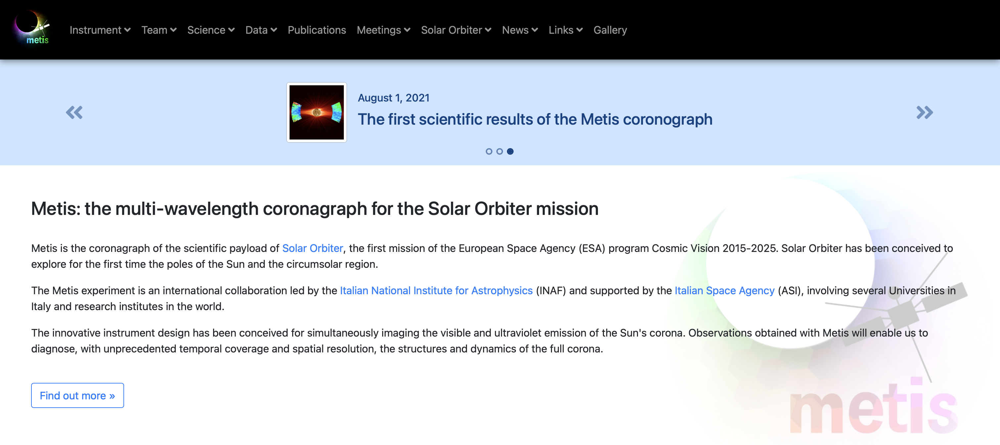 metis
Instrument Team Science Data Publications Meetings Solar Orbiter News Links Gallery
August 1, 2021
The first scientific results of the Metis coronograph
Metis: the multi-wavelength coronagraph for the Solar Orbiter mission
Metis is the coronagraph of the scientific payload of Solar Orbiter, the first mission of the European Space Agency (ESA) program Cosmic Vision 2015-2025. Solar Orbiter has been conceived to
explore for the first time the poles of the Sun and the circumsolar region.
The Metis experiment is an international collaboration led by the Italian National Institute for Astrophysics (INAF) and supported by the Italian Space Agency (ASI), involving several Universities in
Italy and research institutes in the world.
The innovative instrument design has been conceived for simultaneously imaging the visible and ultraviolet emission of the Sun's corona. Observations obtained with Metis will enable us to
diagnose, with unprecedented temporal coverage and spatial resolution, the structures and dynamics of the full corona.
Find out more »
metis